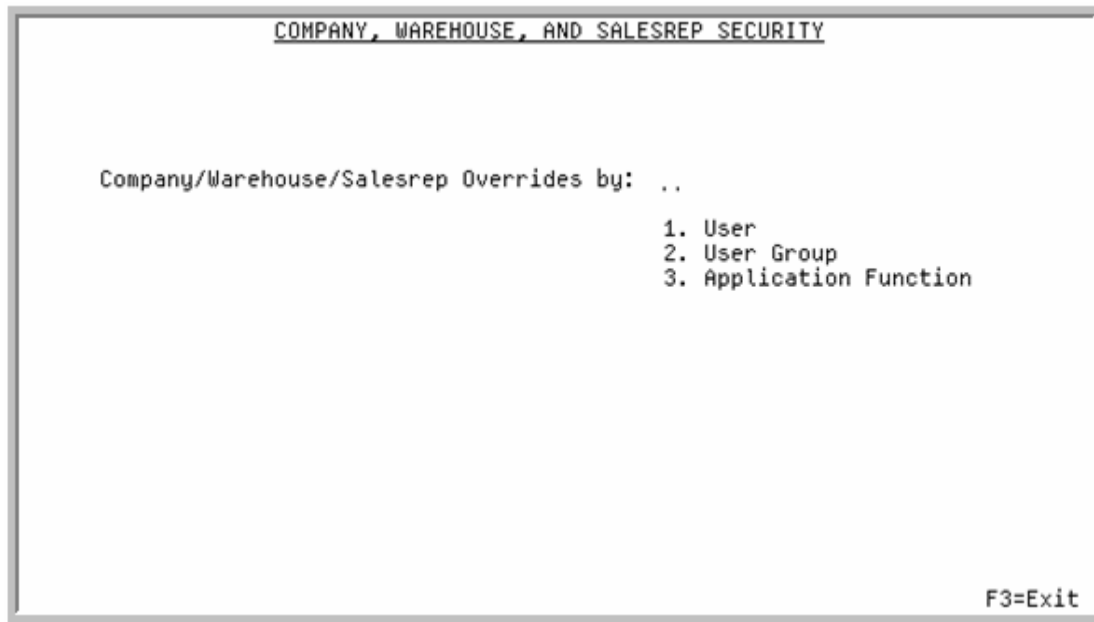 COMPANY, WAREHOUSE, AND SALESREP SECURITY
Company/Warehouse/Salesrep Overrides by: ..
1. User
2. User Group
3. Application Function
F3=Exit